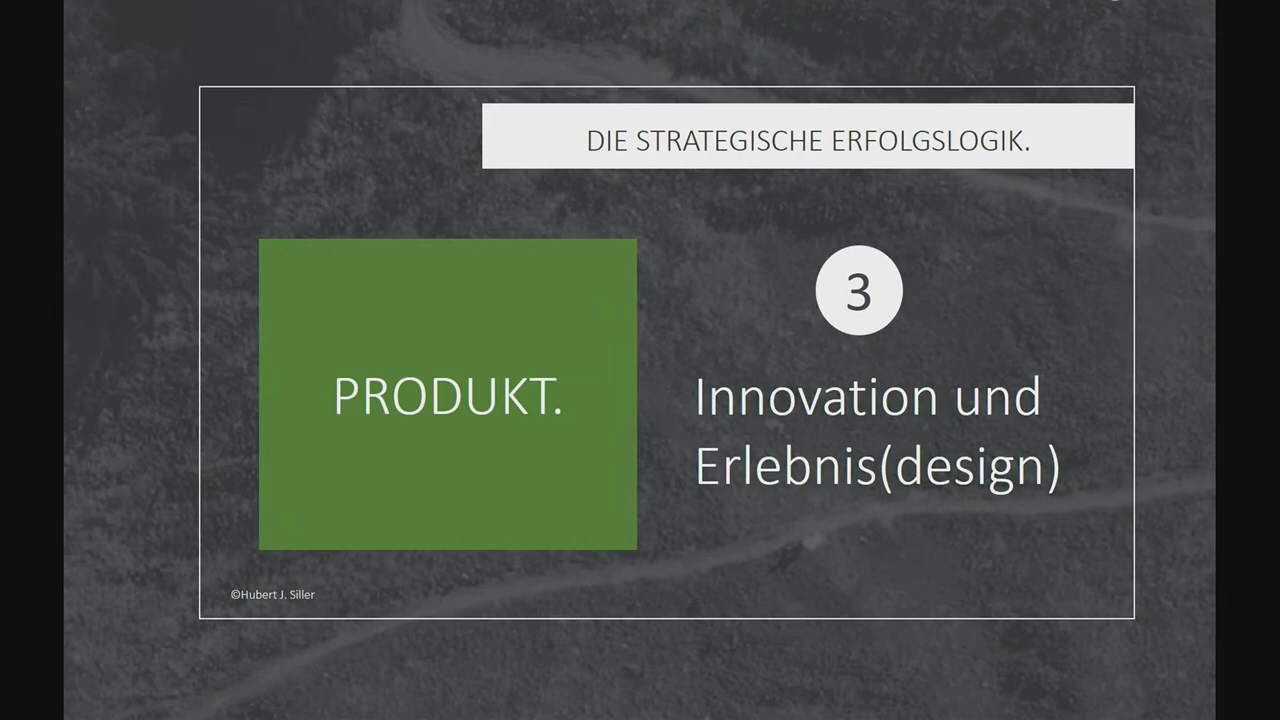 DIE STRATEGISCHE ERFOLGSLOGIK.
PRODUKT.
3
Innovation und
Erlebnis(design)
©Hubert J. Siller